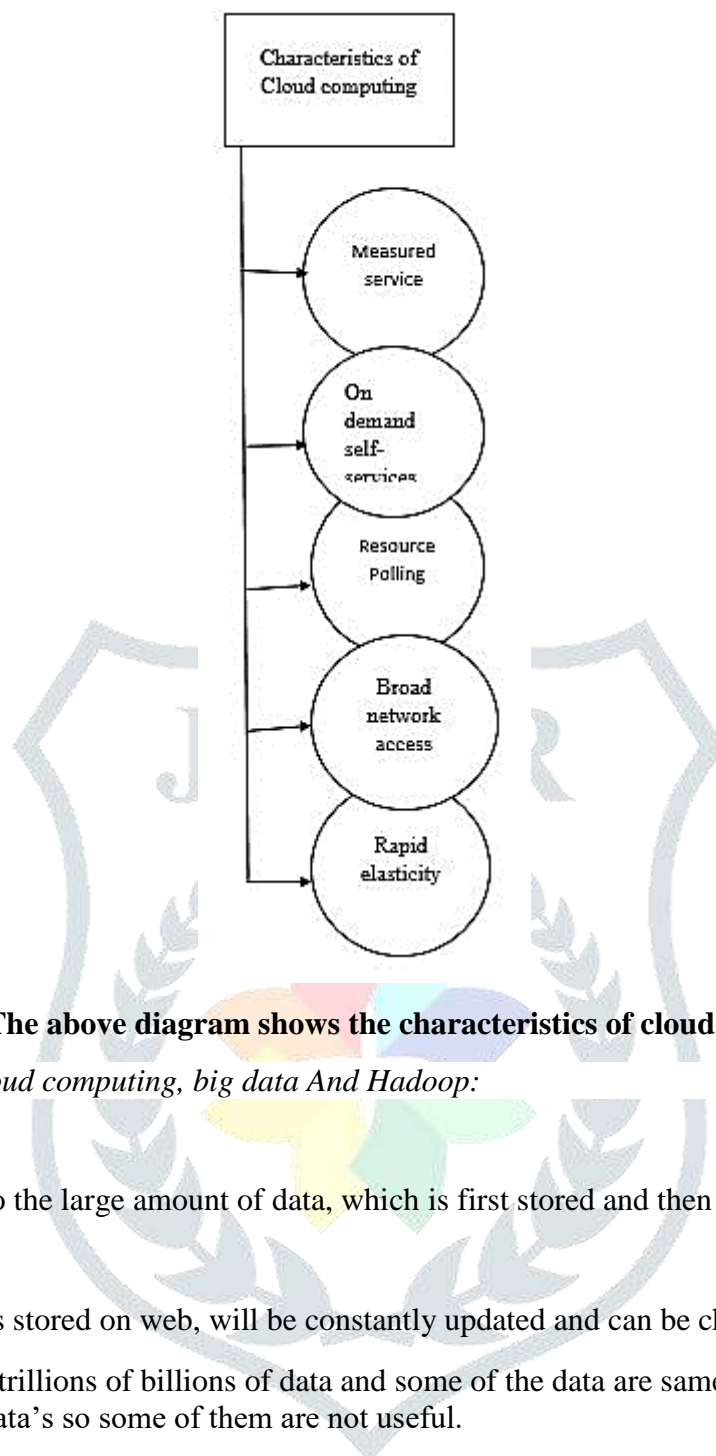 Characteristics of
Cloud computing
Measured
service
On
demand
self-
services
Resource
Polling
Broad
network
access
Rapid
elasticity
The above diagram shows the characteristics of cloud
oud computing, big data And Hadoop:
o the large amount of data, which is first stored and then
s stored on web, will be constantly updated and can be
trillions of billions of data and some of the data are same
ata's so some of them are not useful.